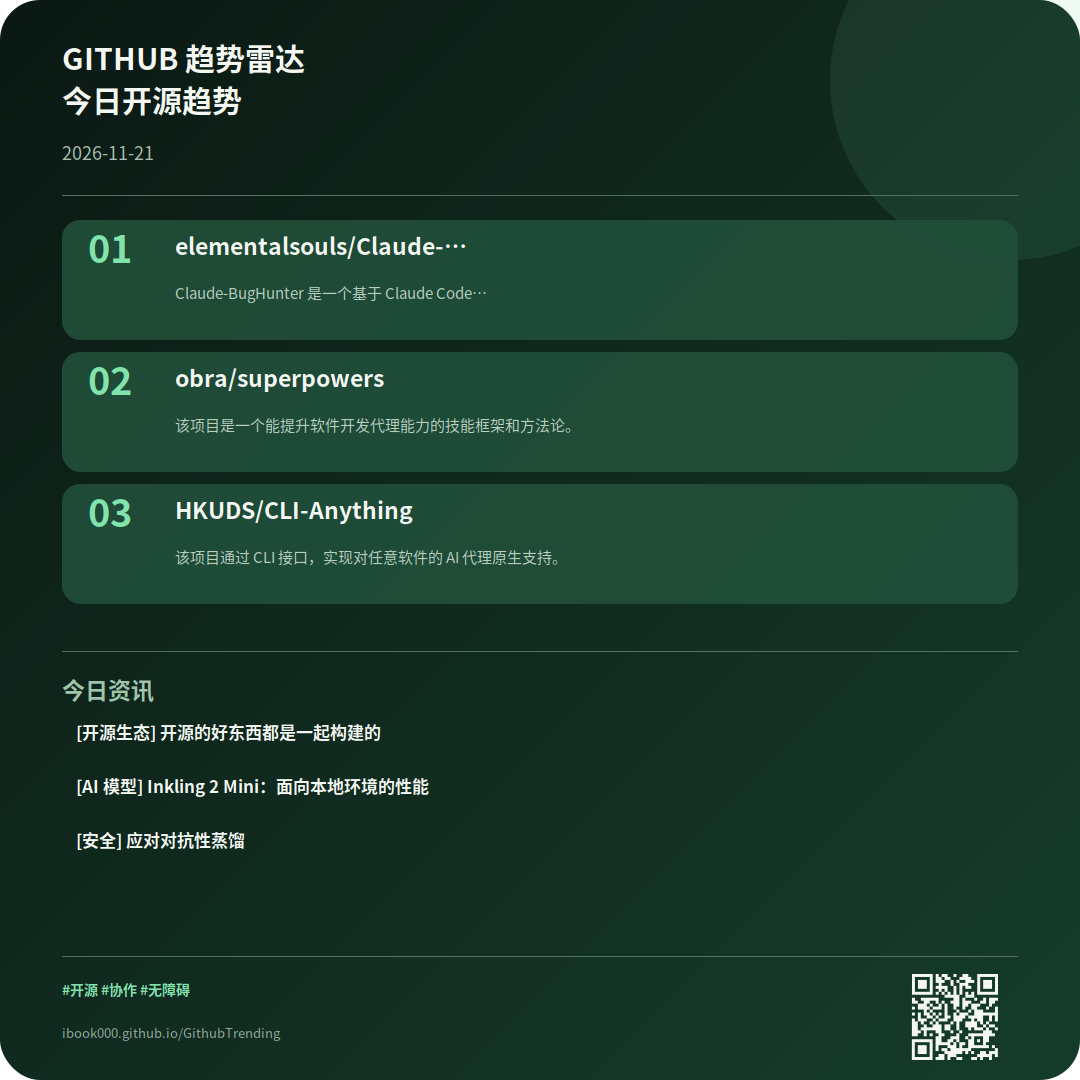 GITHUB 趋势雷达
今日开源趋势
2026-11-21
01
elementalsouls/Claude-⋯
Claude-BugHunter 是一个基于 Claude Code⋯
02
obra/superpowers
该项目是一个能提升软件开发代理能力的技能框架和方法论。
03
HKUDS/CLI-Anything
该项目通过 CLI 接口，实现对任意软件的 AI 代理原生支持。
今日资讯
[开源生态] 开源的好东西都是一起构建的
[AI 模型] Inkling 2 Mini：面向本地环境的性能
[安全] 应对对抗性蒸馏
#开源 #协作 #无障碍
ibook000.github.io/GithubTrending